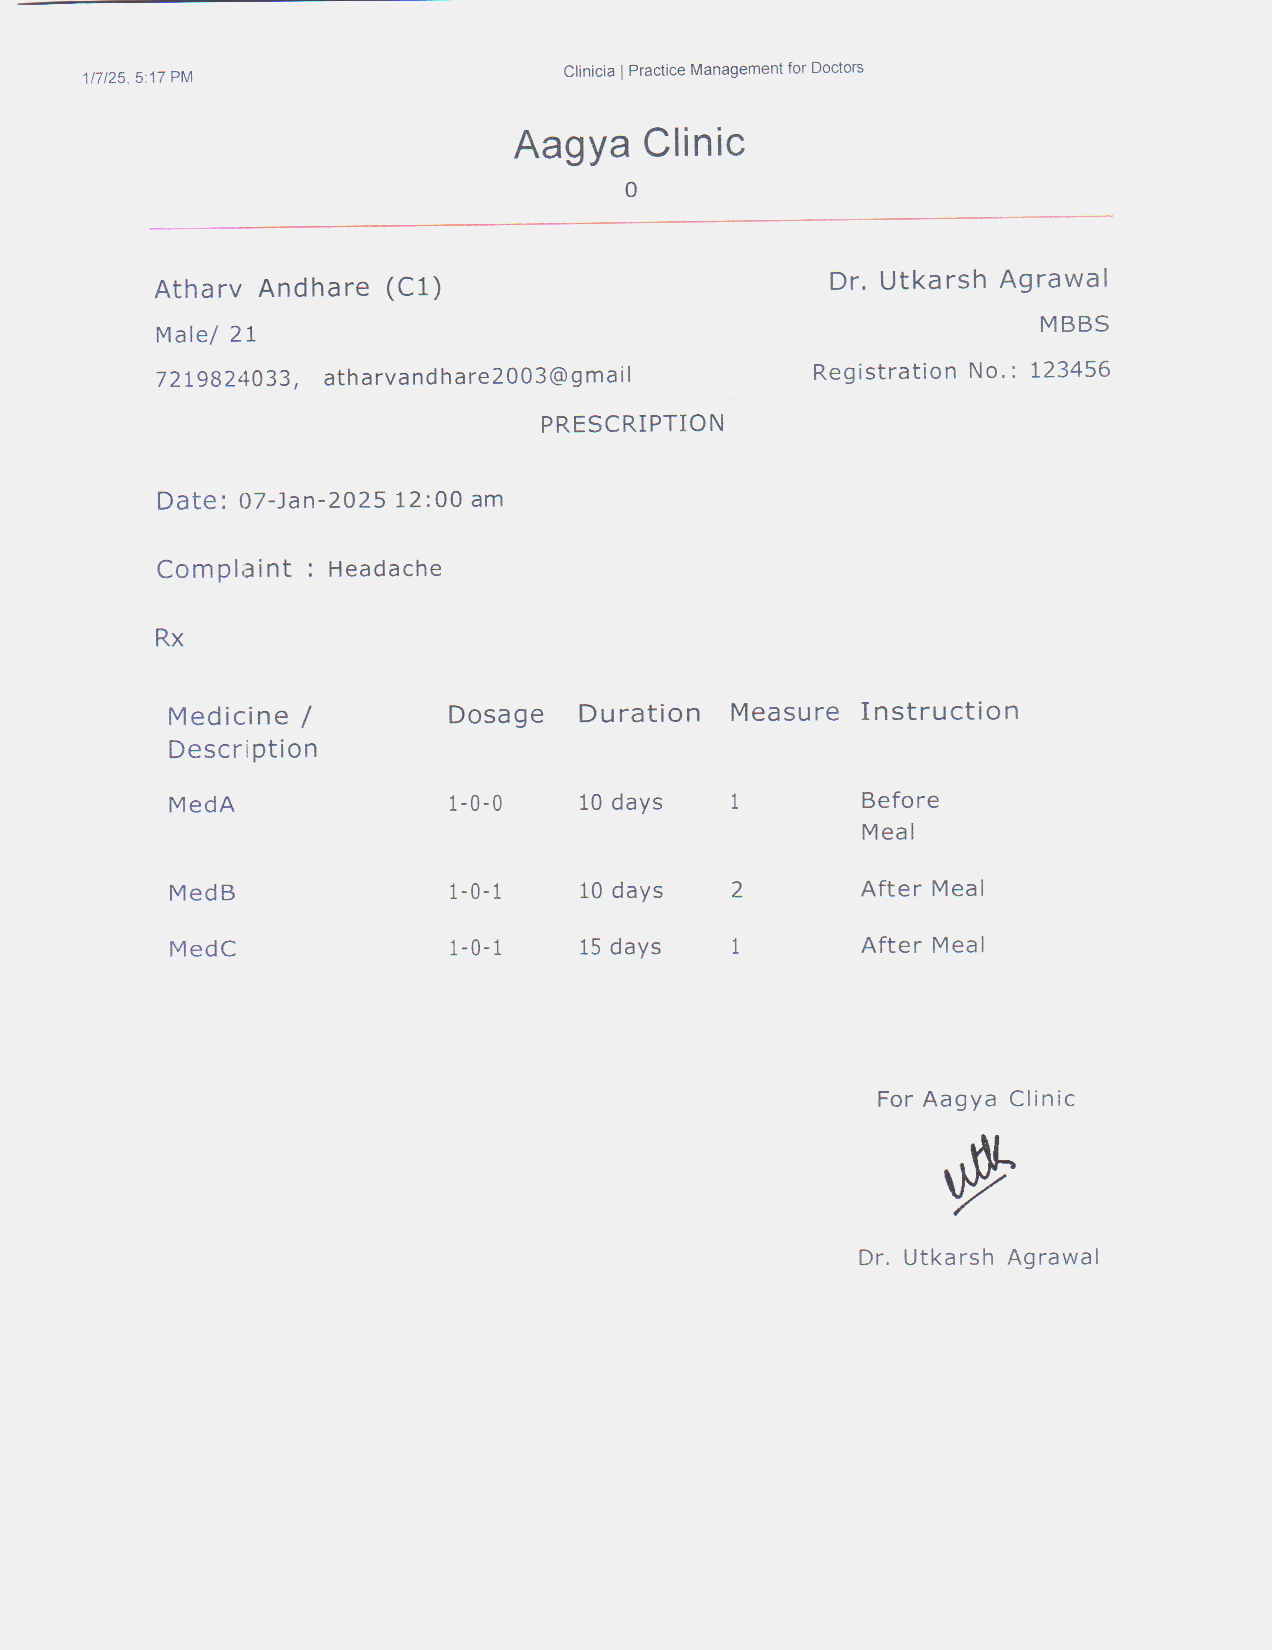 1/7/25, 5:17 PM Clinicia | Practice Management for Doctors
Aagya Clinic
0
Atharv Andhare (C1) Dr. Utkarsh Agrawal
Male/ 21 MBBS
7219824033, atharvandhare2003@gmail Registration No.: 123456
PRESCRIPTION
Date: 07-Jan-2025 12:00 am
Complaint : Headache
Rx
Medicine / Dosage Duration Measure Instruction
Description
MedA 1-0-0 10 days 1 Before
Meal
MedB 1-0-1 10 days 2 After Meal
MedC 1-0-1 15 days 1 After Meal
For Aagya Clinic
utk
Dr. Utkarsh Agrawal